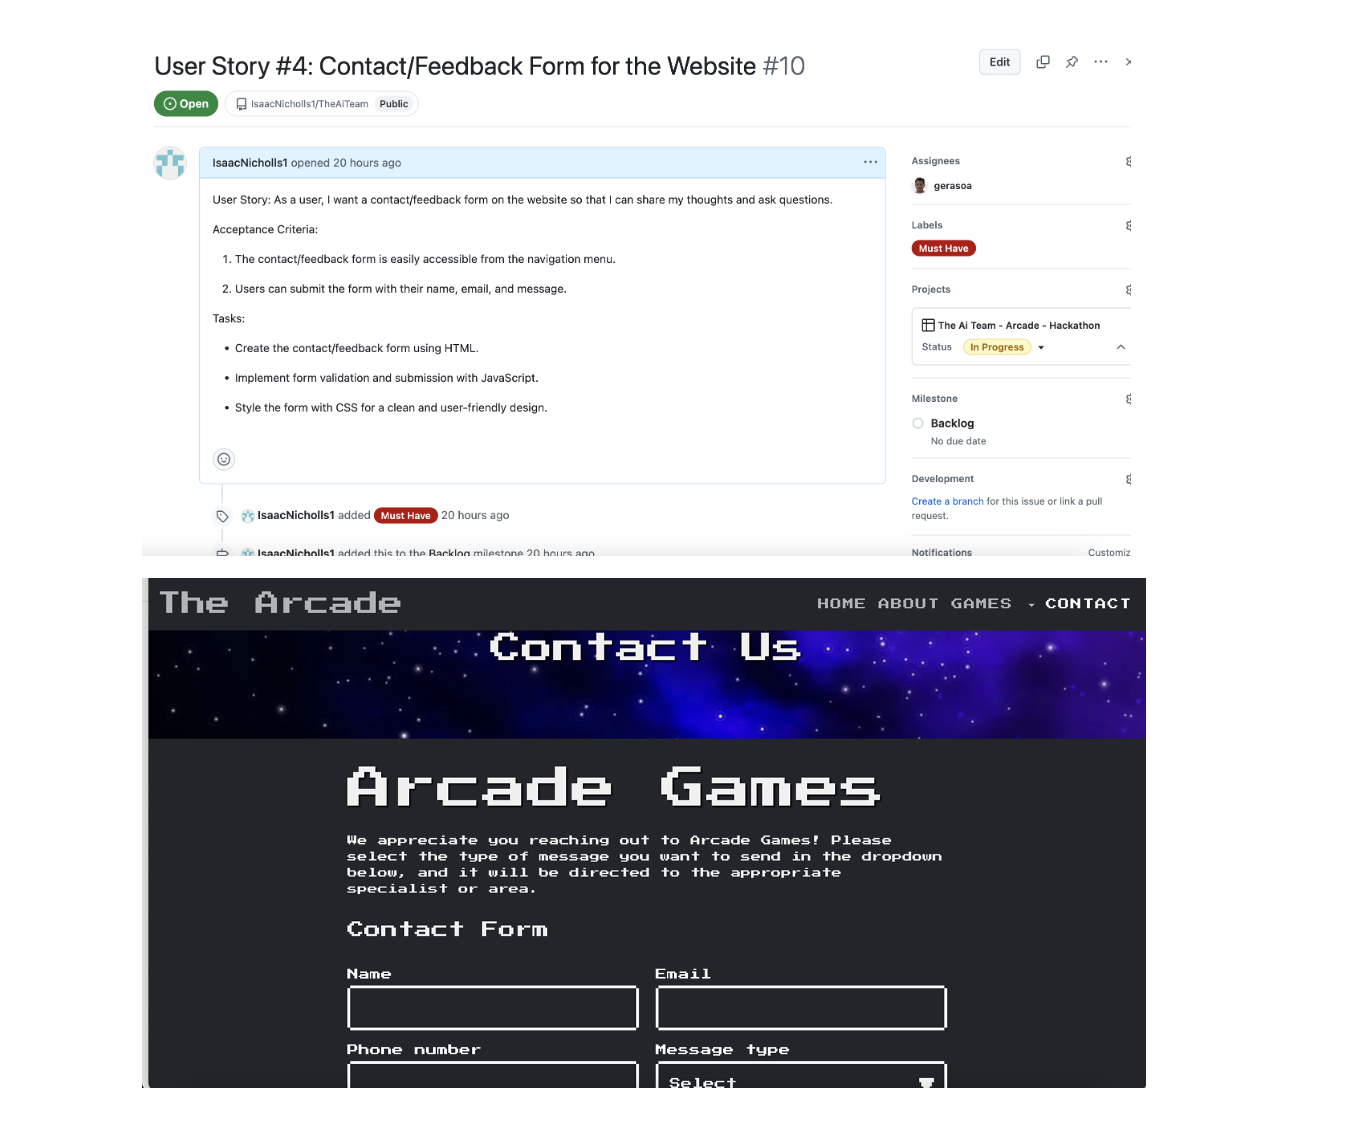 User Story #4: Contact/Feedback Form for the Website #10
Edit
Open
IsaacNicholls1/TheAiTeam Public
IsaacNicholls1 opened 20 hours ago
User Story: As a user, I want a contact/feedback form on the website so that I can share my thoughts and ask questions.
Acceptance Criteria:
1. The contact/feedback form is easily accessible from the navigation menu.
2. Users can submit the form with their name, email, and message.
Tasks:
• Create the contact/feedback form using HTML.
• Implement form validation and submission with JavaScript.
• Style the form with CSS for a clean and user-friendly design.
IsaacNicholls1 added Must Have 20 hours ago
IsaacNicholls1 added this to the Backlog milestone 20 hours ago
Assignees
gerasoa
Labels
Must Have
Projects
The Ai Team - Arcade - Hackathon
Status In Progress
Milestone
Backlog
No due date
Development
Create a branch for this issue or link a pull
request.
Notifications Customiz
The Arcade
HOME ABOUT GAMES CONTACT
Contact Us
Arcade Games
We appreciate you reaching out to Arcade Games! Please
select the type of message you want to send in the dropdown
below, and it will be directed to the appropriate
specialist or area.
Contact Form
Name Email
Phone number Message type
Select